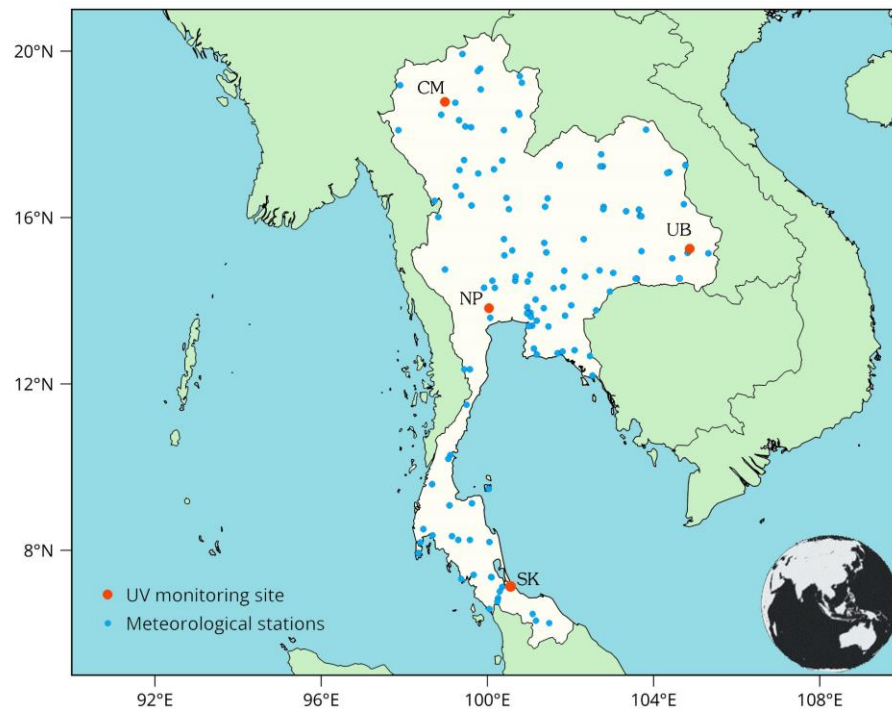 20°N
CM
16°N
UB
NP
12°N
8°N
SK
UV monitoring site
Meteorological stations
92°E 96°E 100°E 104°E 108°E